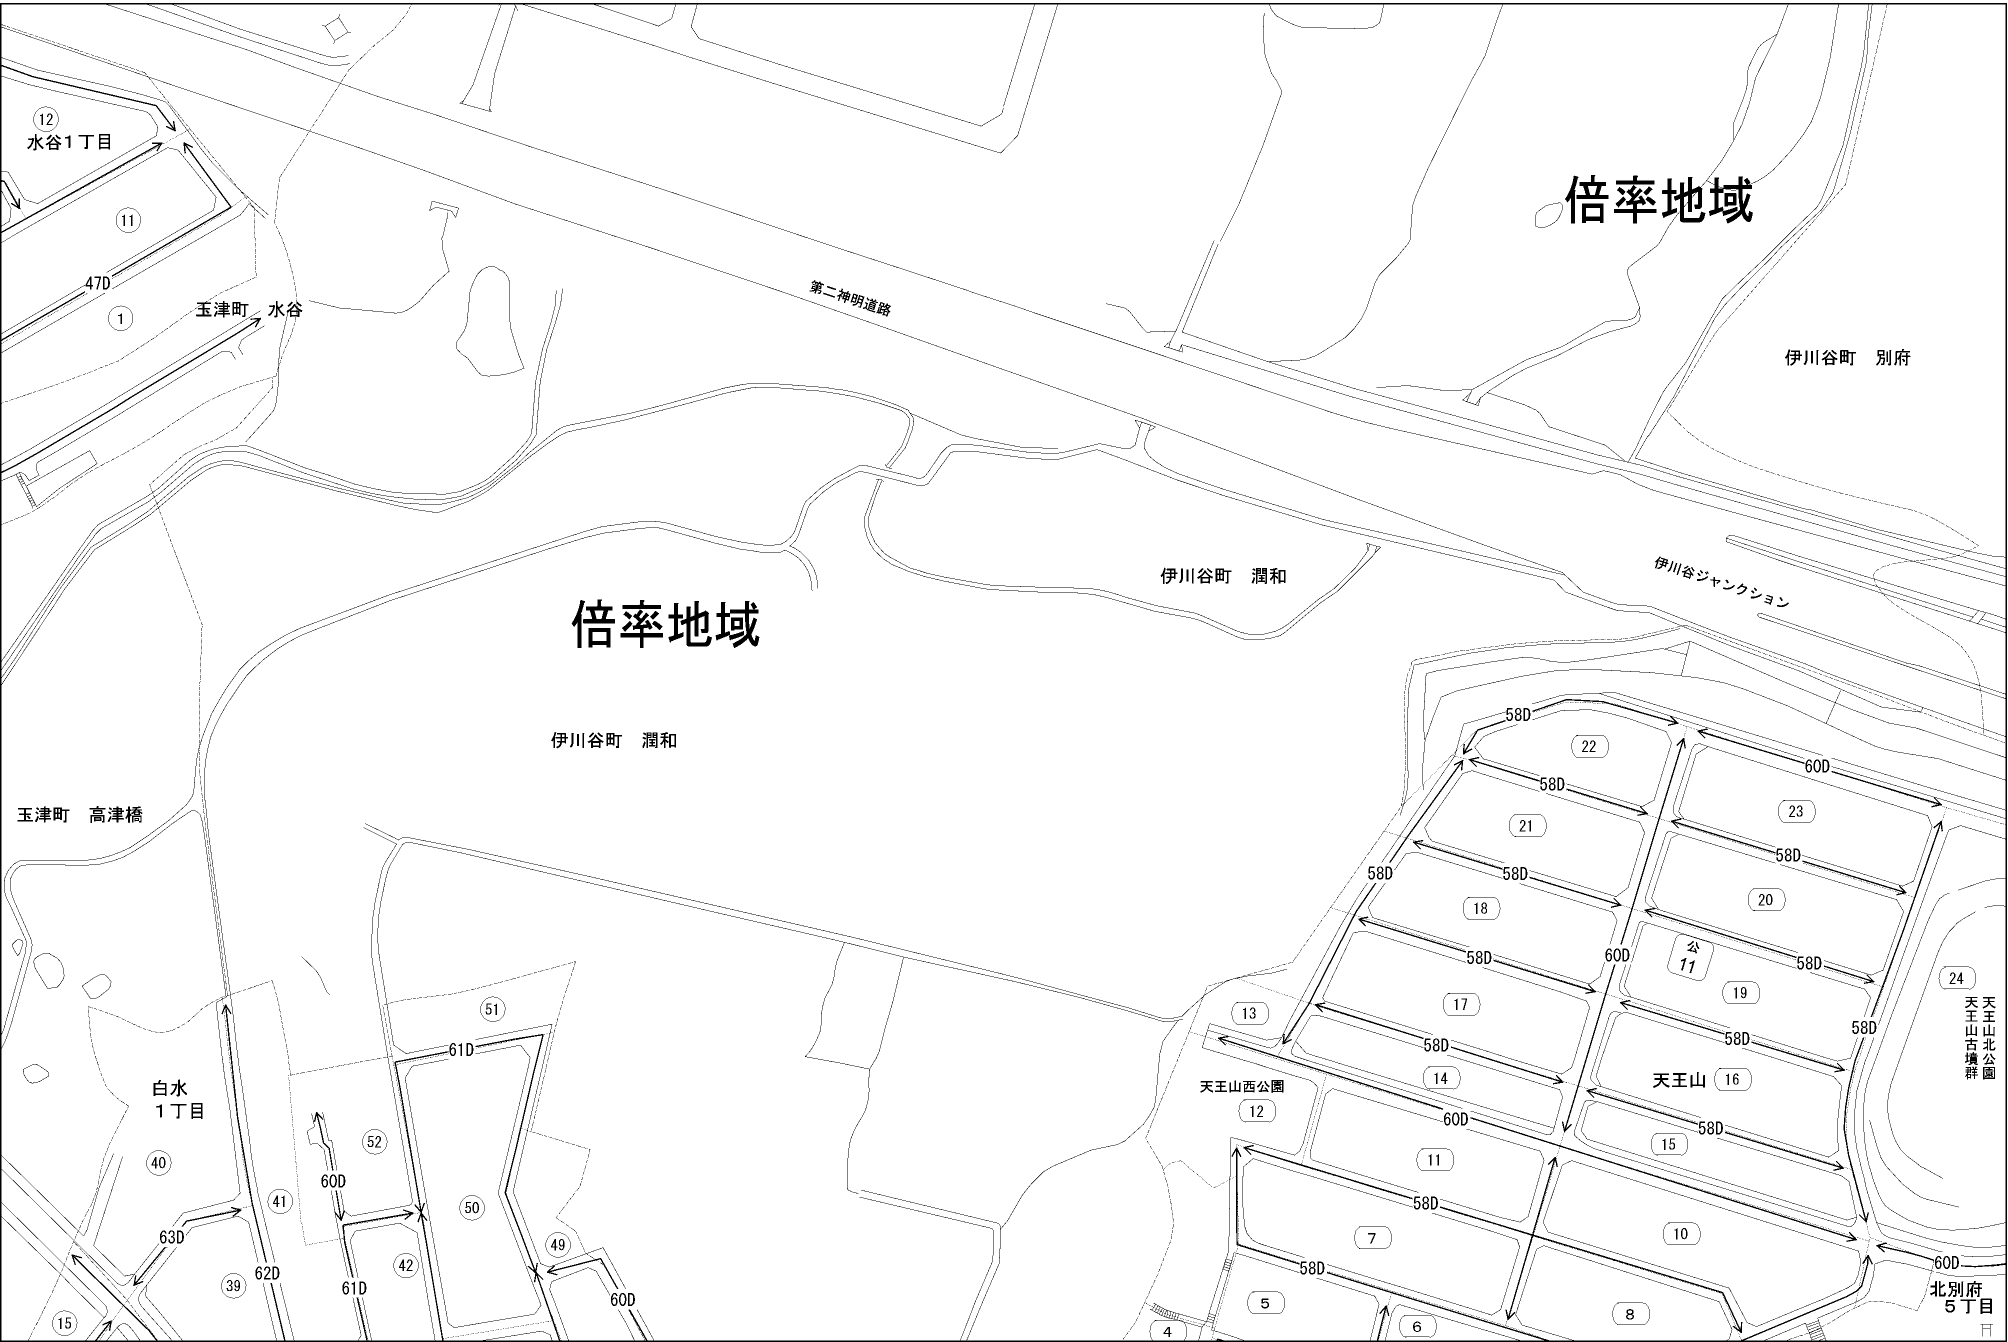 12
水谷1丁目
11
47D
1
玉津町　水谷
第二神明道路
倍率地域
伊川谷町　別府
伊川谷町　潤和
伊川谷ジャンクション
倍率地域
伊川谷町　潤和
玉津町　高津橋
58D
22
60D
58D
23
21
58D
58D
58D
20
18
公
11
60D
58D
58D
19
24
天王山北公園
天王山古墳群
17
13
58D
58D
58D
天王山
16
14
天王山西公園
12
60D
58D
15
11
58D
10
7
60D
58D
北別府
5丁目
5
8
6
4
51
61D
白水
1丁目
52
40
60D
41
50
63D
49
42
62D
39
61D
60D
15